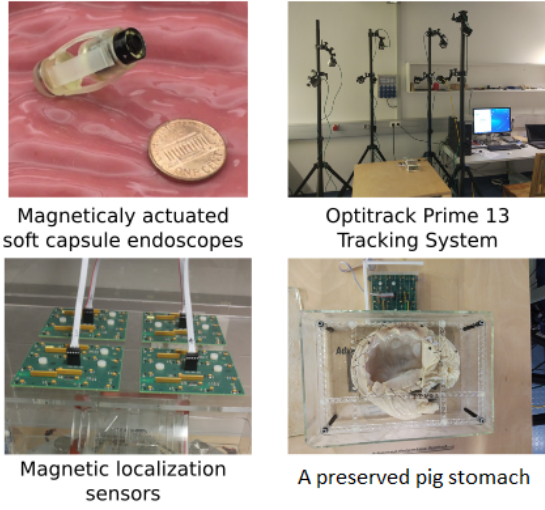 Magneticaly actuated
soft capsule endoscopes
Optitrack Prime 13
Tracking System
Magnetic localization
sensors
A preserved pig stomach